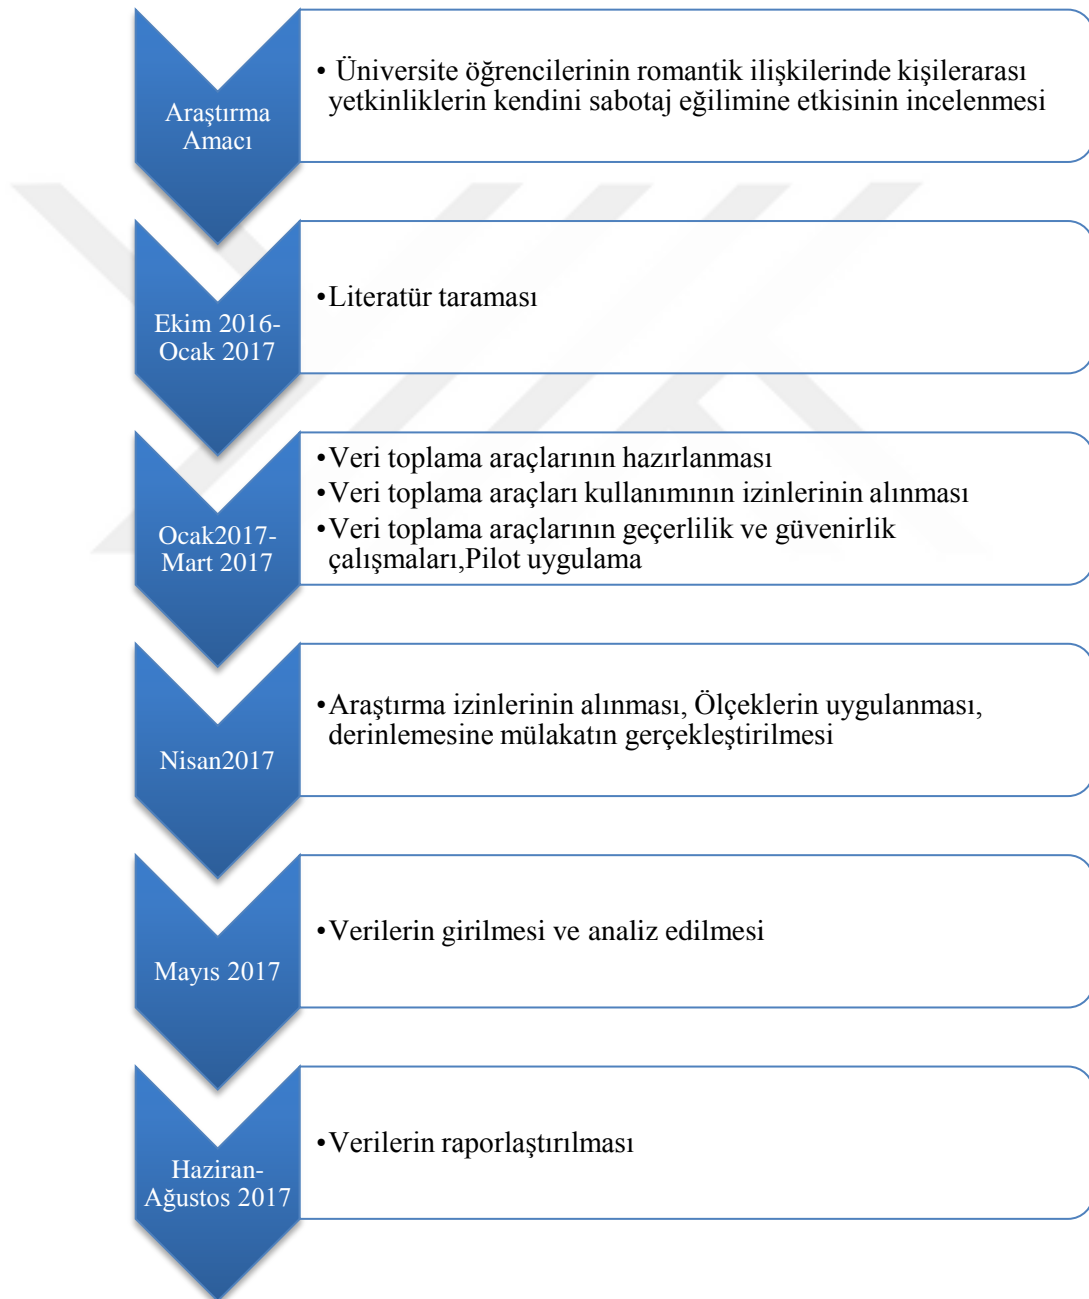 Araştırma
Amacı
• Üniversite öğrencilerinin romantik ilişkilerinde kişilerarası
yetkinliklerin kendini sabotaj eğilimine etkisinin incelenmesi
Ekim 2016-
Ocak 2017
•Literatür taraması
Ocak2017-
Mart 2017
•Veri toplama araçlarının hazırlanması
•Veri toplama araçları kullanımının izinlerinin alınması
•Veri toplama araçlarının geçerlilik ve güvenirlik
çalışmaları,Pilot uygulama
Nisan2017
•Araştırma izinlerinin alınması, Ölçeklerin uygulanması,
derinlemesine mülakatın gerçekleştirilmesi
Mayıs 2017
•Verilerin girilmesi ve analiz edilmesi
Haziran-
Ağustos 2017
•Verilerin raporlaştırılması